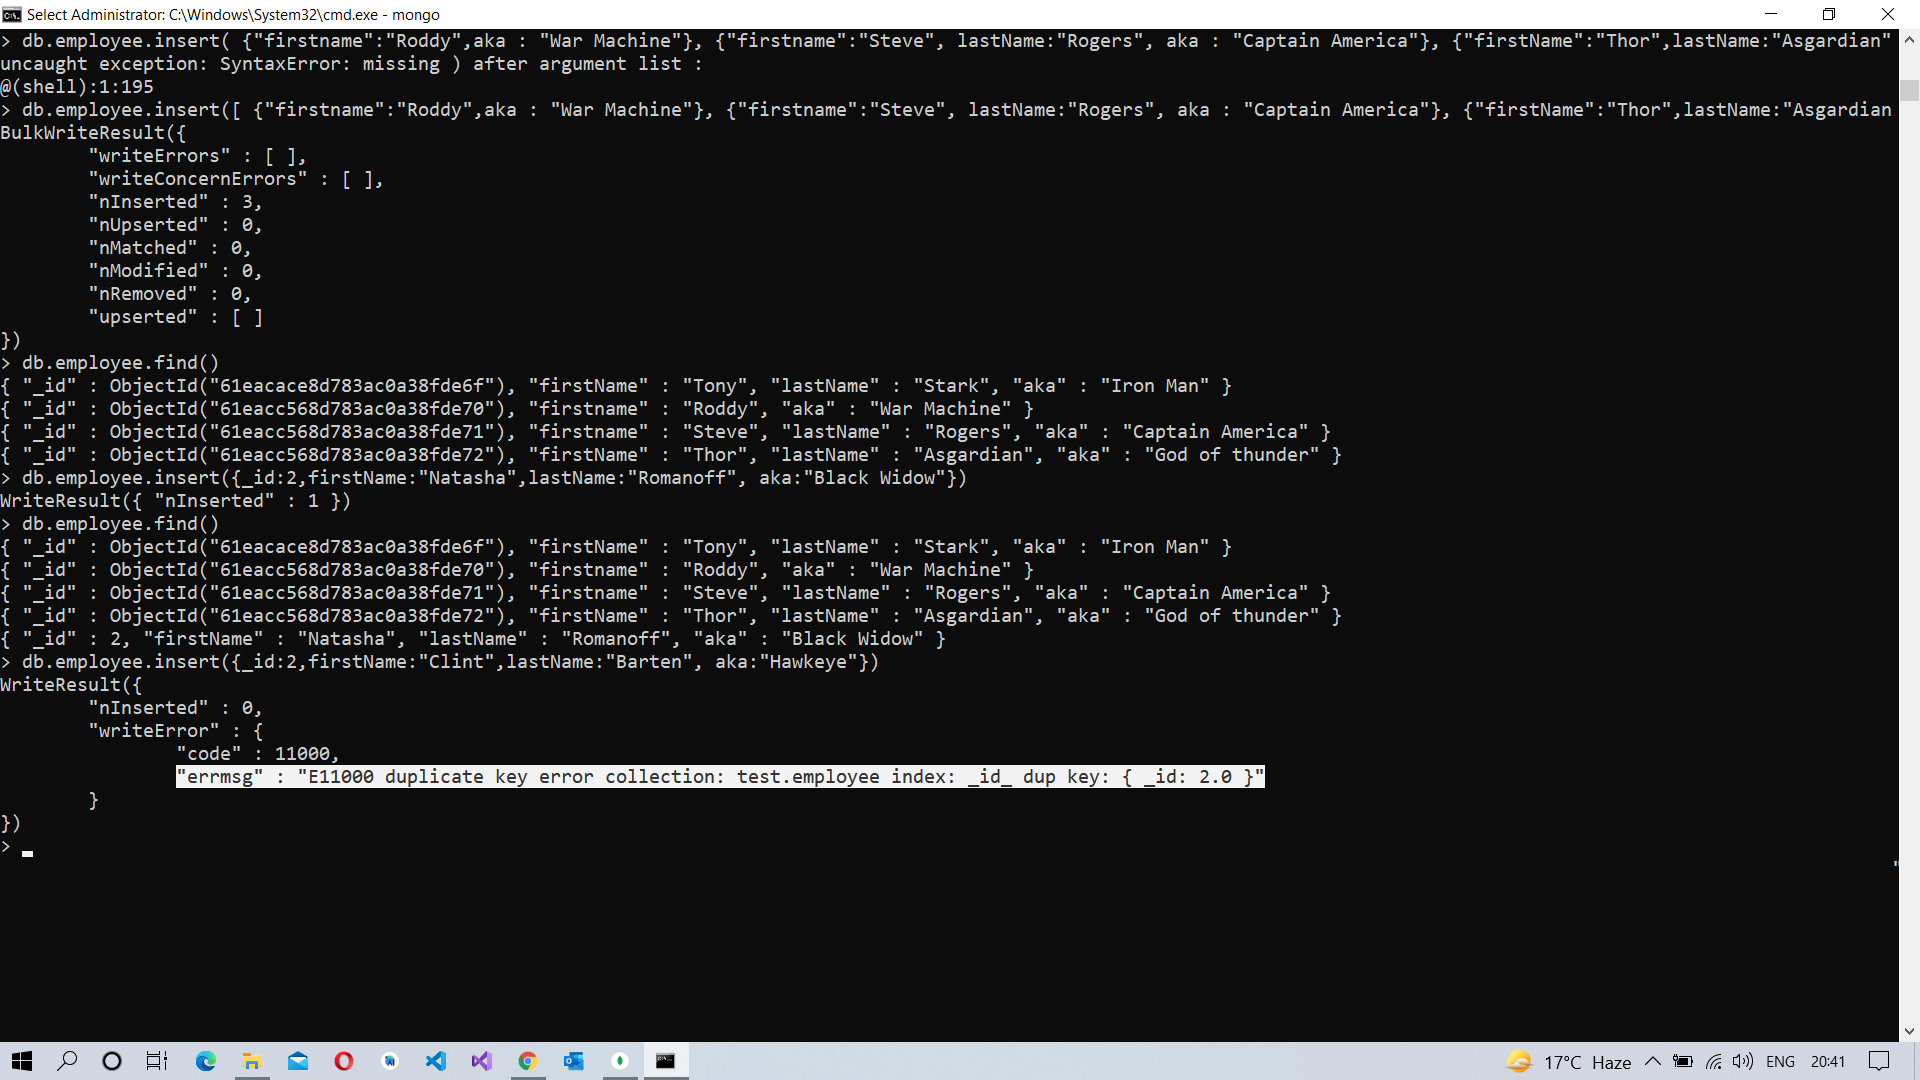 Select Administrator: C:\Windows\System32\cmd.exe - mongo
> db.employee.insert( {"firstname":"Roddy",aka : "War Machine"}, {"firstname":"Steve", lastName:"Rogers", aka : "Captain America"}, {"firstName":"Thor",lastName:"Asgardian"
uncaught exception: SyntaxError: missing ) after argument list :
@(shell):1:195
> db.employee.insert([ {"firstname":"Roddy",aka : "War Machine"}, {"firstname":"Steve", lastName:"Rogers", aka : "Captain America"}, {"firstName":"Thor",lastName:"Asgardian
BulkWriteResult({
        "writeErrors" : [ ],
        "writeConcernErrors" : [ ],
        "nInserted" : 3,
        "nUpserted" : 0,
        "nMatched" : 0,
        "nModified" : 0,
        "nRemoved" : 0,
        "upserted" : [ ]
})
> db.employee.find()
{ "_id" : ObjectId("61eacace8d783ac0a38fde6f"), "firstName" : "Tony", "lastName" : "Stark", "aka" : "Iron Man" }
{ "_id" : ObjectId("61eacc568d783ac0a38fde70"), "firstname" : "Roddy", "aka" : "War Machine" }
{ "_id" : ObjectId("61eacc568d783ac0a38fde71"), "firstname" : "Steve", "lastName" : "Rogers", "aka" : "Captain America" }
{ "_id" : ObjectId("61eacc568d783ac0a38fde72"), "firstName" : "Thor", "lastName" : "Asgardian", "aka" : "God of thunder" }
> db.employee.insert({_id:2,firstName:"Natasha",lastName:"Romanoff", aka:"Black Widow"})
WriteResult({ "nInserted" : 1 })
> db.employee.find()
{ "_id" : ObjectId("61eacace8d783ac0a38fde6f"), "firstName" : "Tony", "lastName" : "Stark", "aka" : "Iron Man" }
{ "_id" : ObjectId("61eacc568d783ac0a38fde70"), "firstname" : "Roddy", "aka" : "War Machine" }
{ "_id" : ObjectId("61eacc568d783ac0a38fde71"), "firstname" : "Steve", "lastName" : "Rogers", "aka" : "Captain America" }
{ "_id" : ObjectId("61eacc568d783ac0a38fde72"), "firstName" : "Thor", "lastName" : "Asgardian", "aka" : "God of thunder" }
{ "_id" : 2, "firstName" : "Natasha", "lastName" : "Romanoff", "aka" : "Black Widow" }
> db.employee.insert({_id:2,firstName:"Clint",lastName:"Barten", aka:"Hawkeye"})
WriteResult({
        "nInserted" : 0,
        "writeError" : {
                "code" : 11000,
                "errmsg" : "E11000 duplicate key error collection: test.employee index: _id_ dup key: { _id: 2.0 }"
        }
})
>
"
17°C Haze ENG 20:41